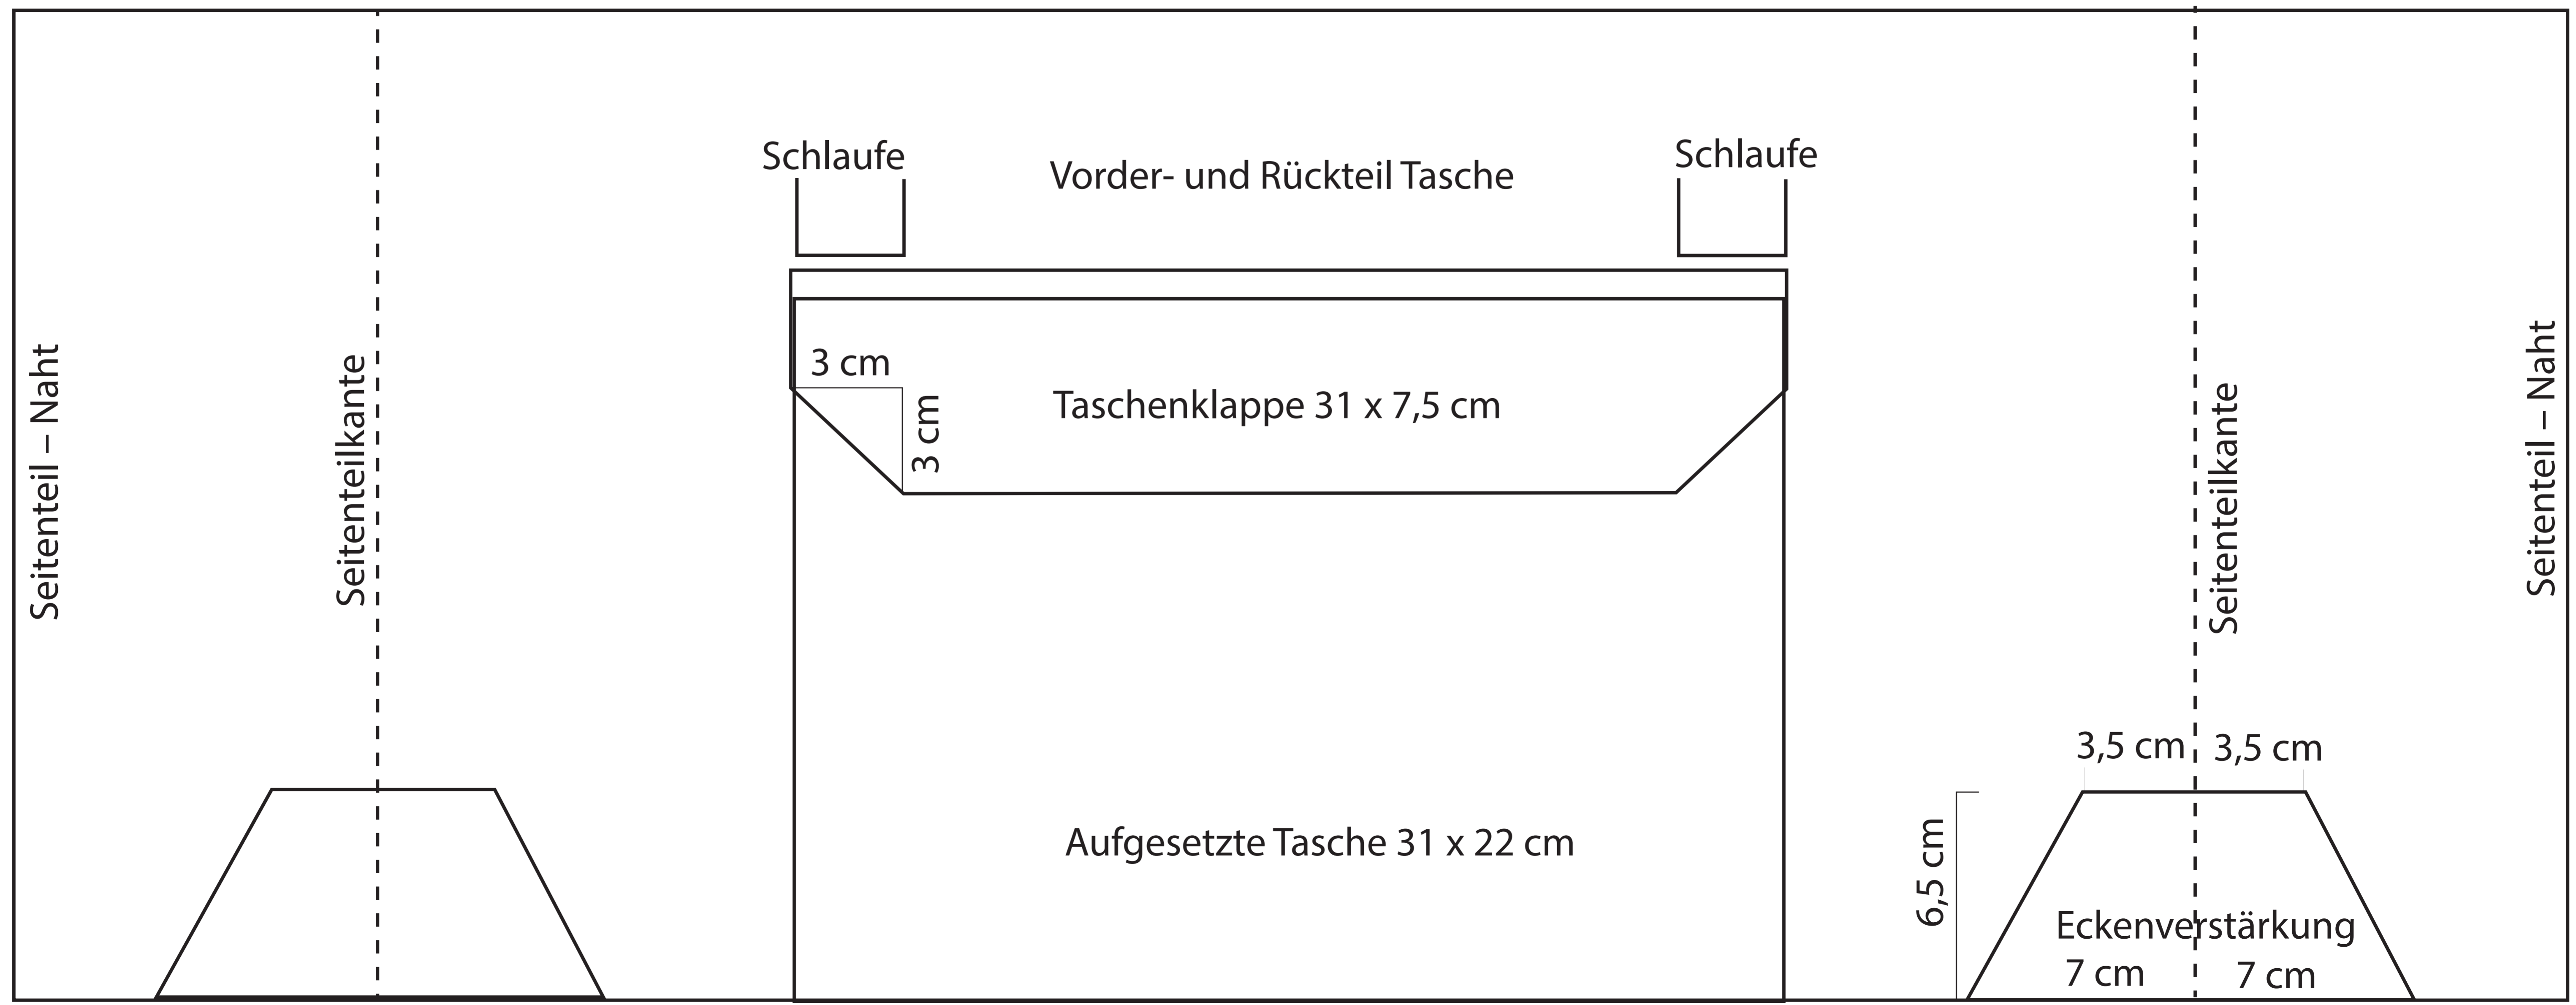 Schlaufe
Vorder- und Rückteil Tasche
Schlaufe
Seitenteil – Naht
Seitenteilkante
3 cm
3 cm
Taschenklappe 31 x 7,5 cm
Seitenteilkante
Seitenteil – Naht
3,5 cm
3,5 cm
Aufgesetzte Tasche 31 x 22 cm
6,5 cm
Eckenverstärkung
7 cm
7 cm